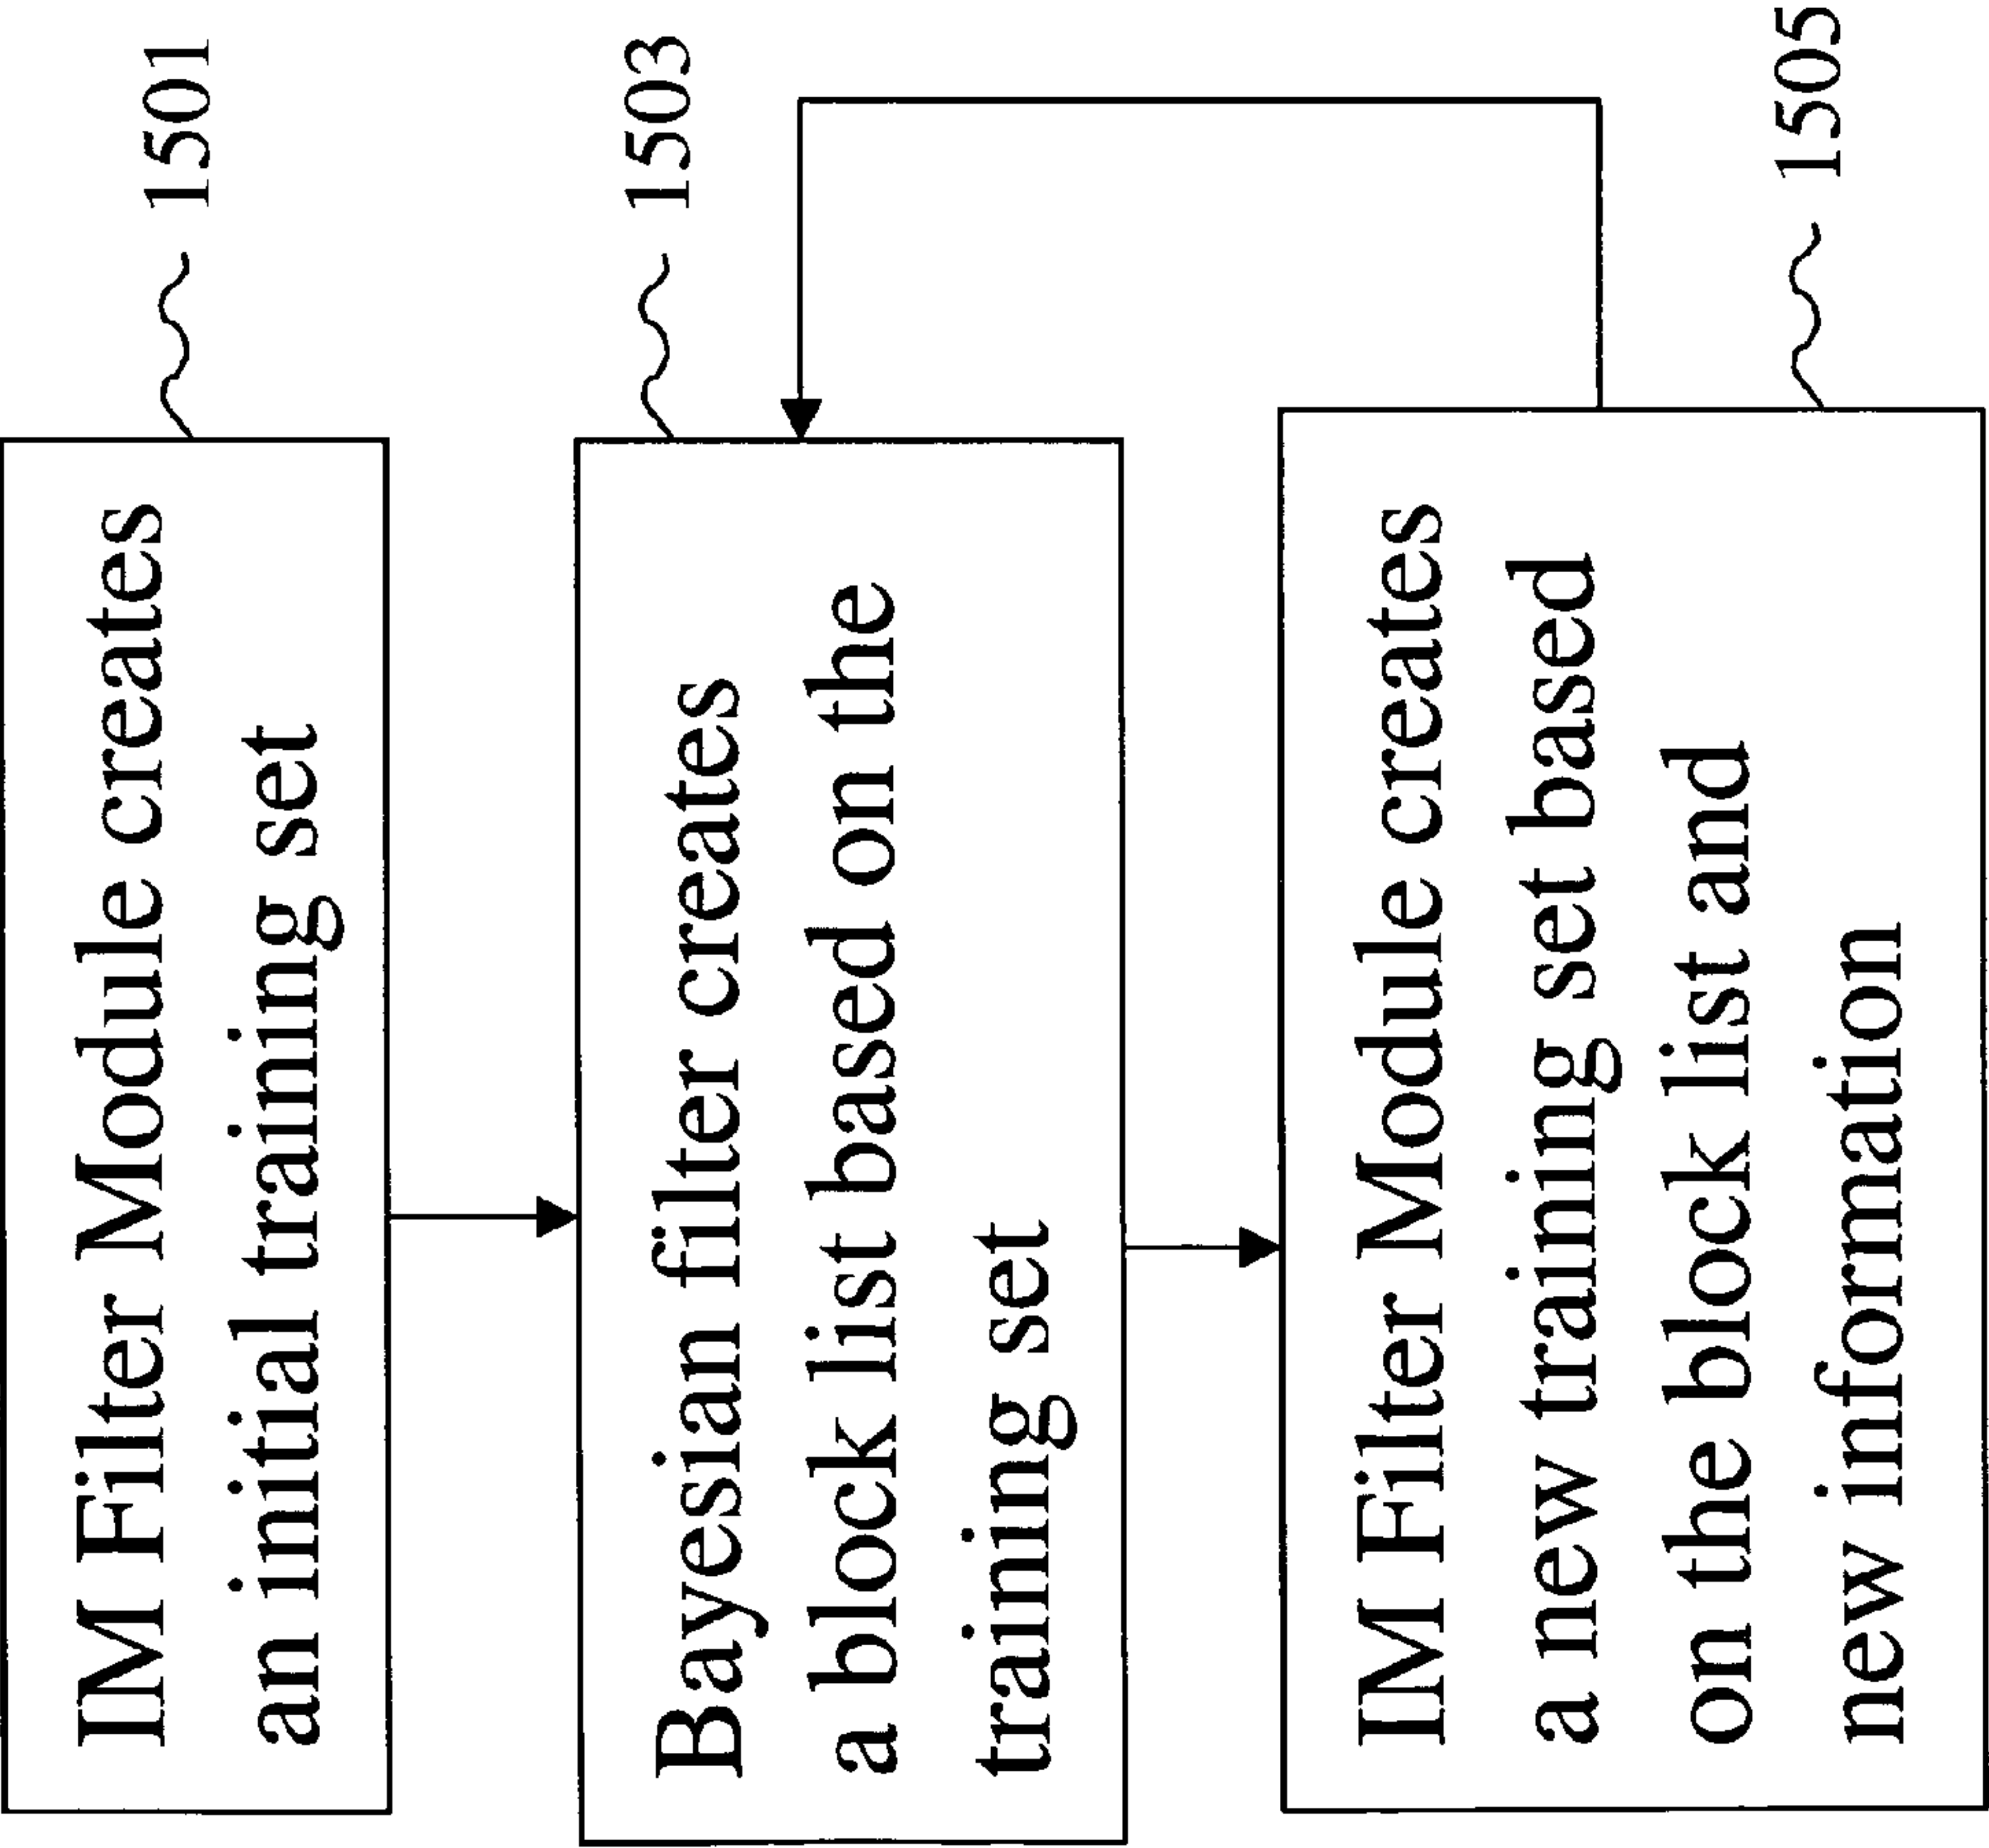 IM Filter Module creates
an initial training set
1501
Bayesian filter creates
a block list based on the
training set
1503
IM Filter Module creates
a new training set based
on the block list and
new information
1505